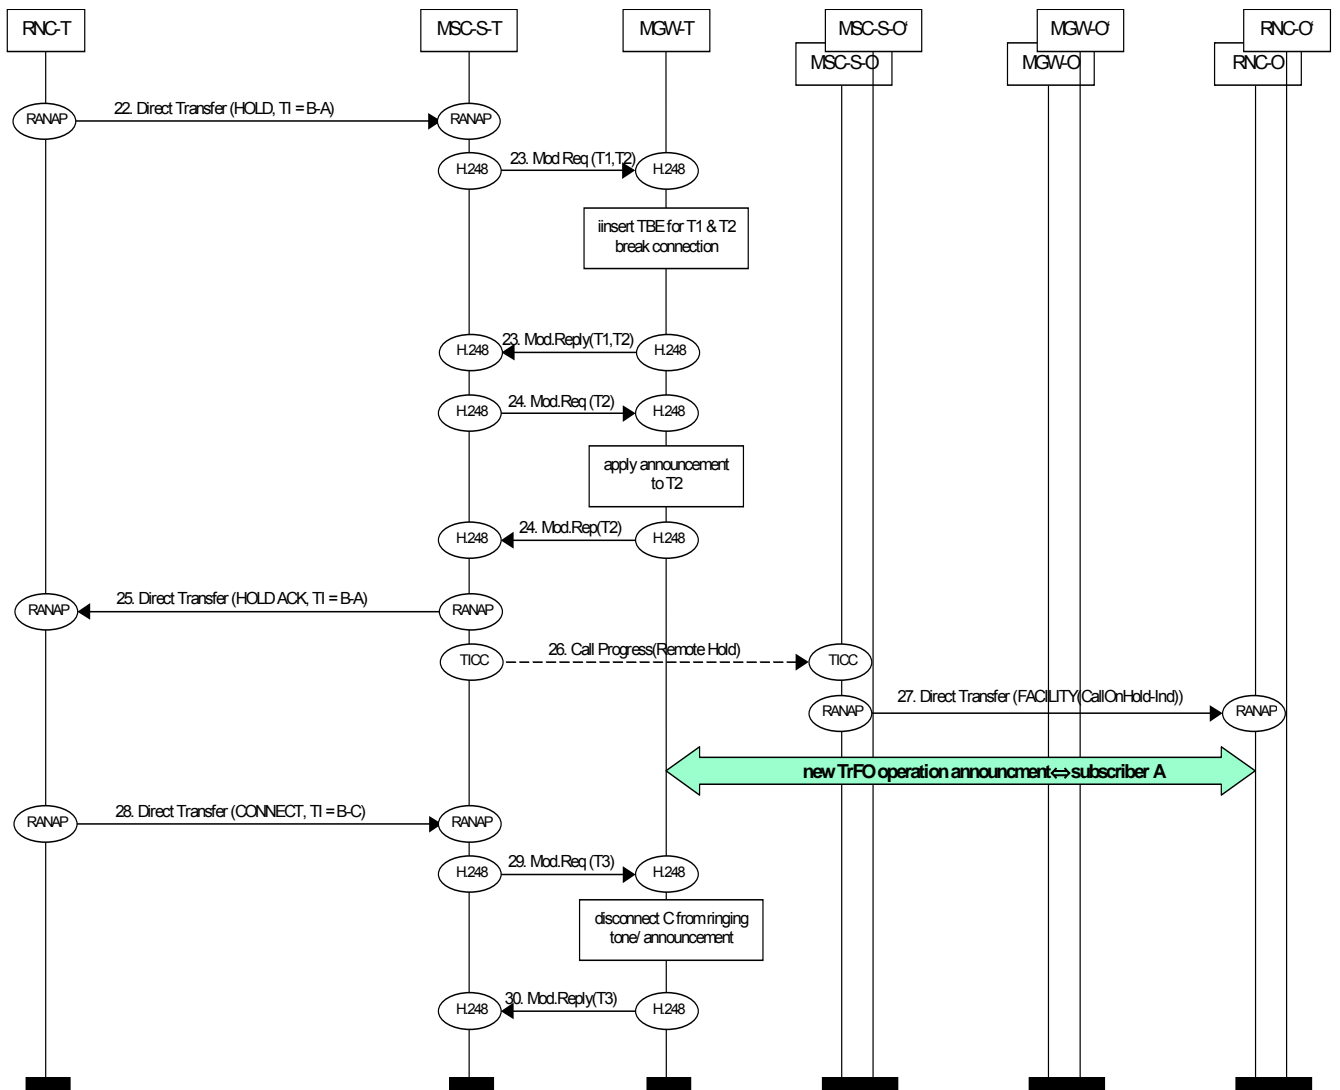 RNC-T
MSC-S-T
MGW-T
MSC-S-O'
MGW-O'
RNC-O'
MSC-S-O
MGW-O
RNC-O
RANAP
22. Direct Transfer (HOLD, TI = B-A)
RANAP
H.248
23. Mod Req (T1,T2)
H.248
iinsert TBE for T1 & T2
break connection
H.248
23. Mod.Reply(T1,T2)
H.248
H.248
24. Mod.Req (T2)
H.248
apply announcement
to T2
H.248
24. Mod.Rep(T2)
H.248
RANAP
25. Direct Transfer (HOLD ACK, TI = B-A)
RANAP
TICC
26. Call Progress(Remote Hold)
TICC
RANAP
27. Direct Transfer (FACILITY(CallOnHold-Ind))
RANAP
new TrFO operation announcment⇔subscriber A
RANAP
28. Direct Transfer (CONNECT, TI = B-C)
RANAP
H.248
29. Mod.Req (T3)
H.248
disconnect C from ringing
tone/ announcement
H.248
30. Mod.Reply(T3)
H.248